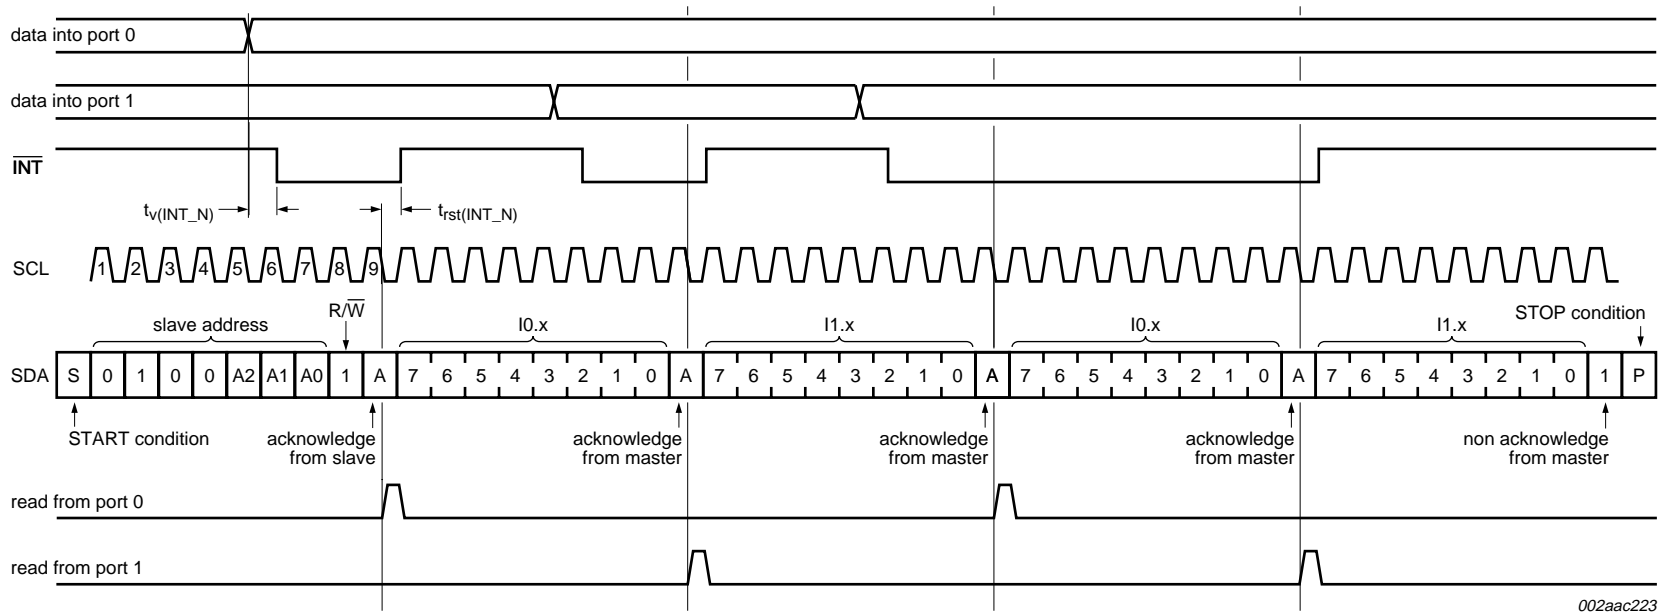 data into port 0
data into port 1
INT
tv(INT_N)
trst(INT_N)
SCL
1 2 3 4 5 6 7 8 9
R/W
slave address
I0.x
I1.x
I0.x
I1.x
STOP condition
SDA
S 0 1 0 0 A2 A1 A0 1 A 7 6 5 4 3 2 1 0 A 7 6 5 4 3 2 1 0 A 7 6 5 4 3 2 1 0 A 7 6 5 4 3 2 1 0 1 P
START condition
acknowledge
from slave
acknowledge
from master
acknowledge
from master
acknowledge
from master
non acknowledge
from master
read from port 0
read from port 1
002aac223